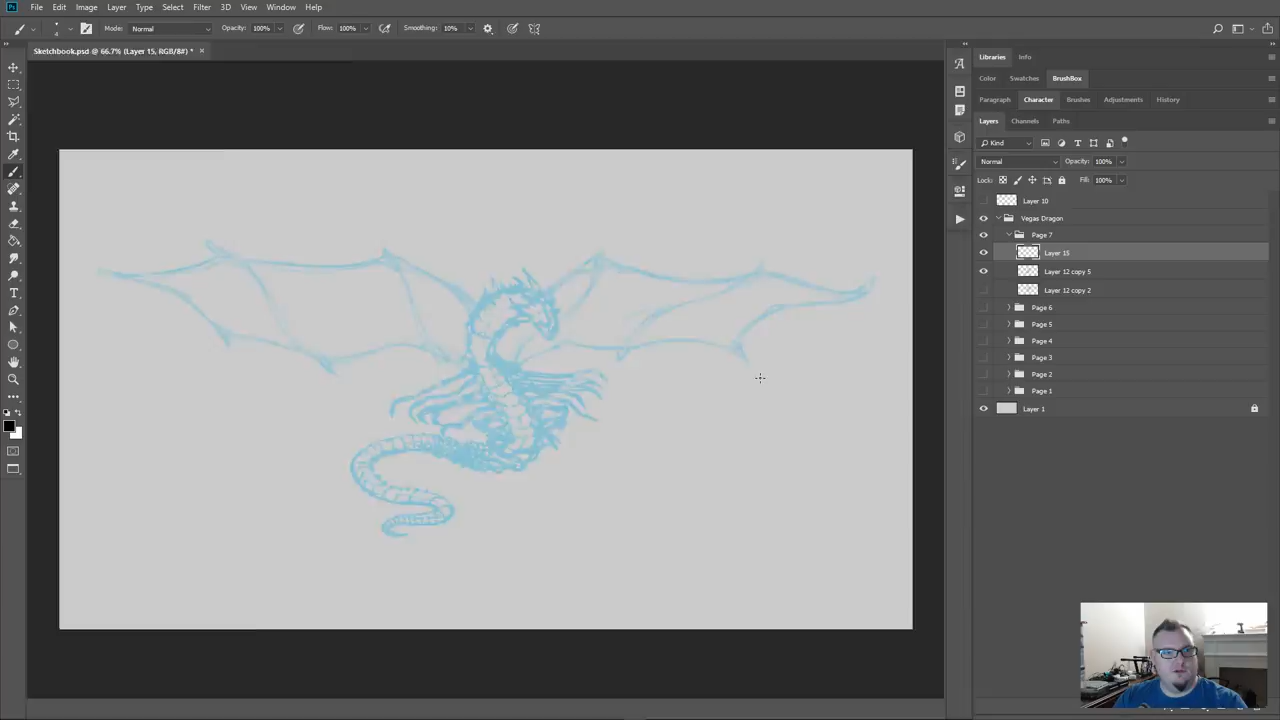 Ps File Edit Image Layer Type Select Filter 3D View Window Help
4 Mode: Normal Opacity: 100% Flow: 100% Smoothing: 10%
Sketchbook.psd @ 66.7% (Layer 15, RGB/8#) * ×
Libraries Info
Color Swatches BrushBox
Paragraph Character Brushes Adjustments History
Layers Channels Paths
Kind
Normal Opacity: 100%
Lock: Fill: 100%
Layer 10
Vegas Dragon
Page 7
Layer 15
Layer 12 copy 5
Layer 12 copy 2
Page 6
Page 5
Page 4
Page 3
Page 2
Page 1
Layer 1